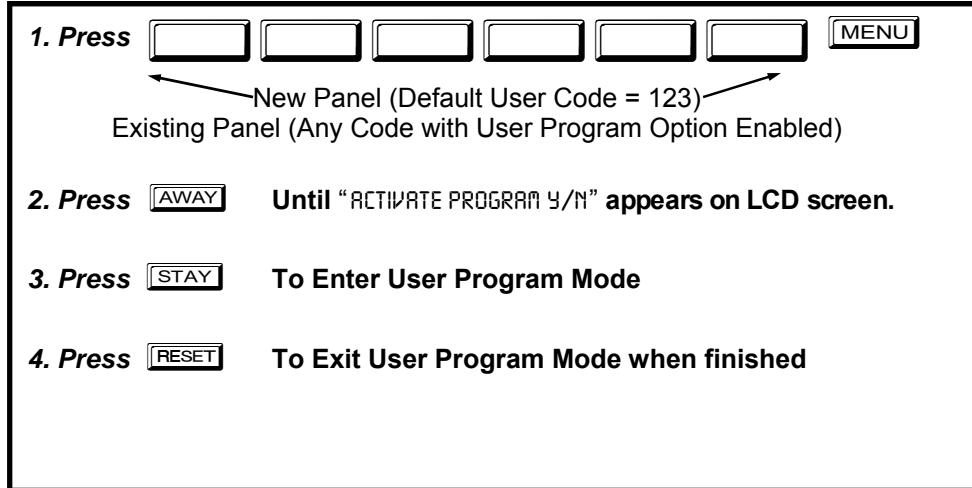 1. Press MENU
New Panel (Default User Code = 123)
Existing Panel (Any Code with User Program Option Enabled)
2. Press AWAY Until “ACTIVATE PROGRAM Y/N” appears on LCD screen.
3. Press STAY To Enter User Program Mode
4. Press RESET To Exit User Program Mode when finished